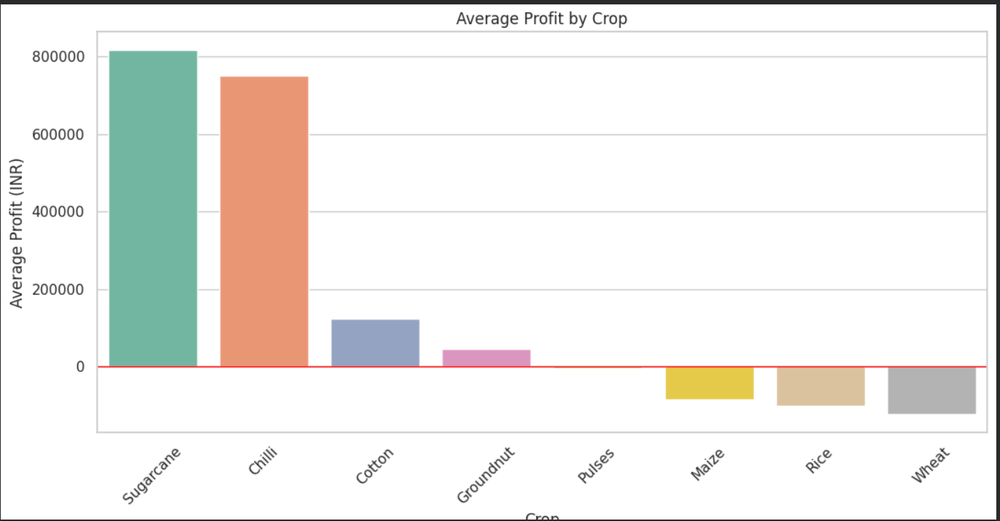 Average Profit by Crop
Average Profit (INR)
800000
600000
400000
200000
0
Sugarcane
Chilli
Cotton
Groundnut
Pulses
Maize
Rice
Wheat
Crop